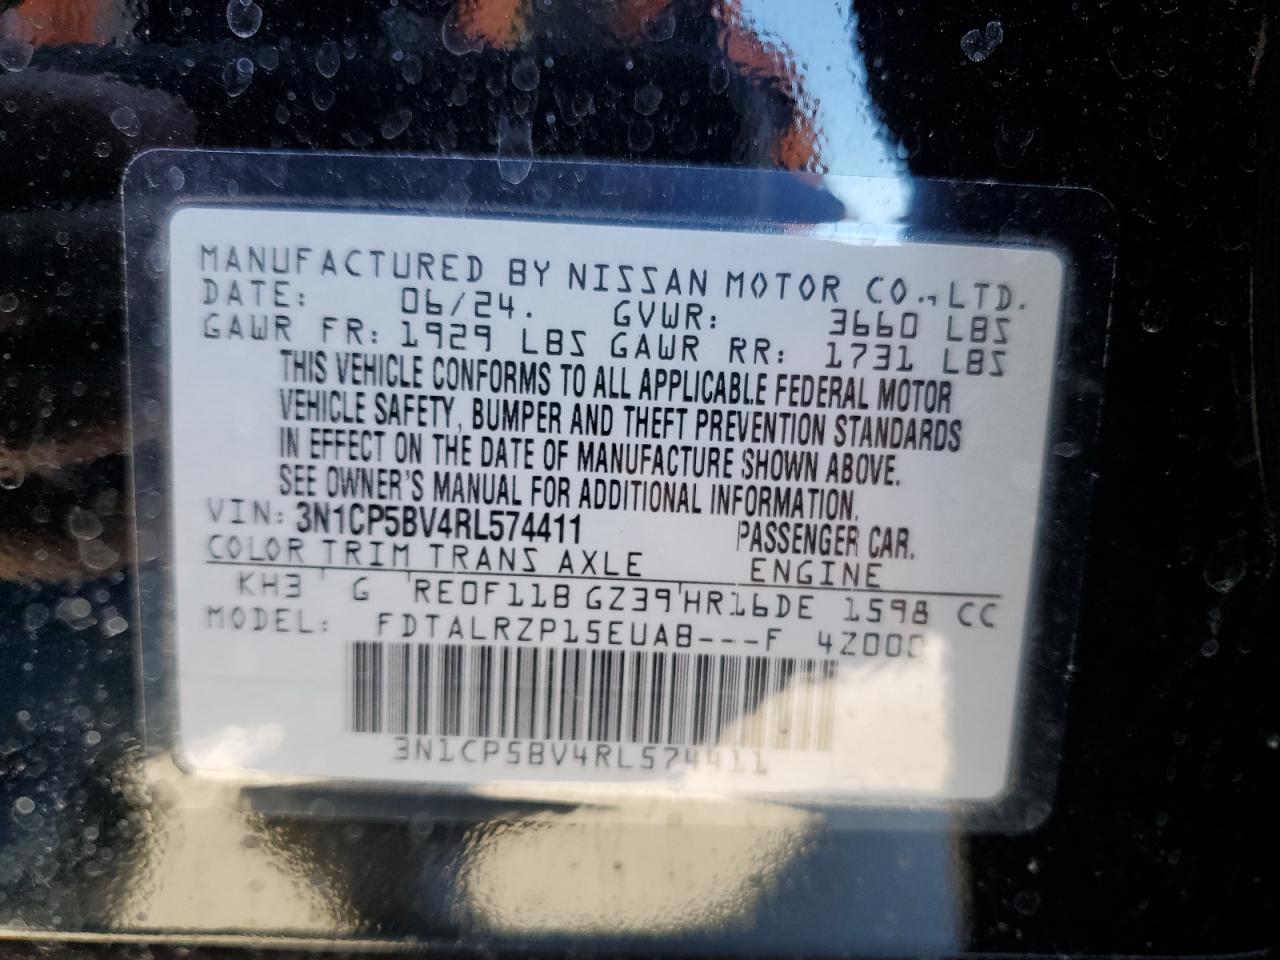 MANUFACTURED BY NISSAN MOTOR CO.,LTD.
DATE: 06/24. GVWR: 3660 LBS
GAWR FR: 1929 LBS GAWR RR: 1731 LBS
THIS VEHICLE CONFORMS TO ALL APPLICABLE FEDERAL MOTOR
VEHICLE SAFETY, BUMPER AND THEFT PREVENTION STANDARDS
IN EFFECT ON THE DATE OF MANUFACTURE SHOWN ABOVE.
SEE OWNER'S MANUAL FOR ADDITIONAL INFORMATION.
VIN: 3N1CP5BV4RL574411 PASSENGER CAR.
COLOR TRIM TRANS AXLE ENGINE
KH3 G RE0F11B GZ39 HR16DE 1598 CC
MODEL: FDTALRZP15EUAB---F 4Z000
3N1CP5BV4RL574411